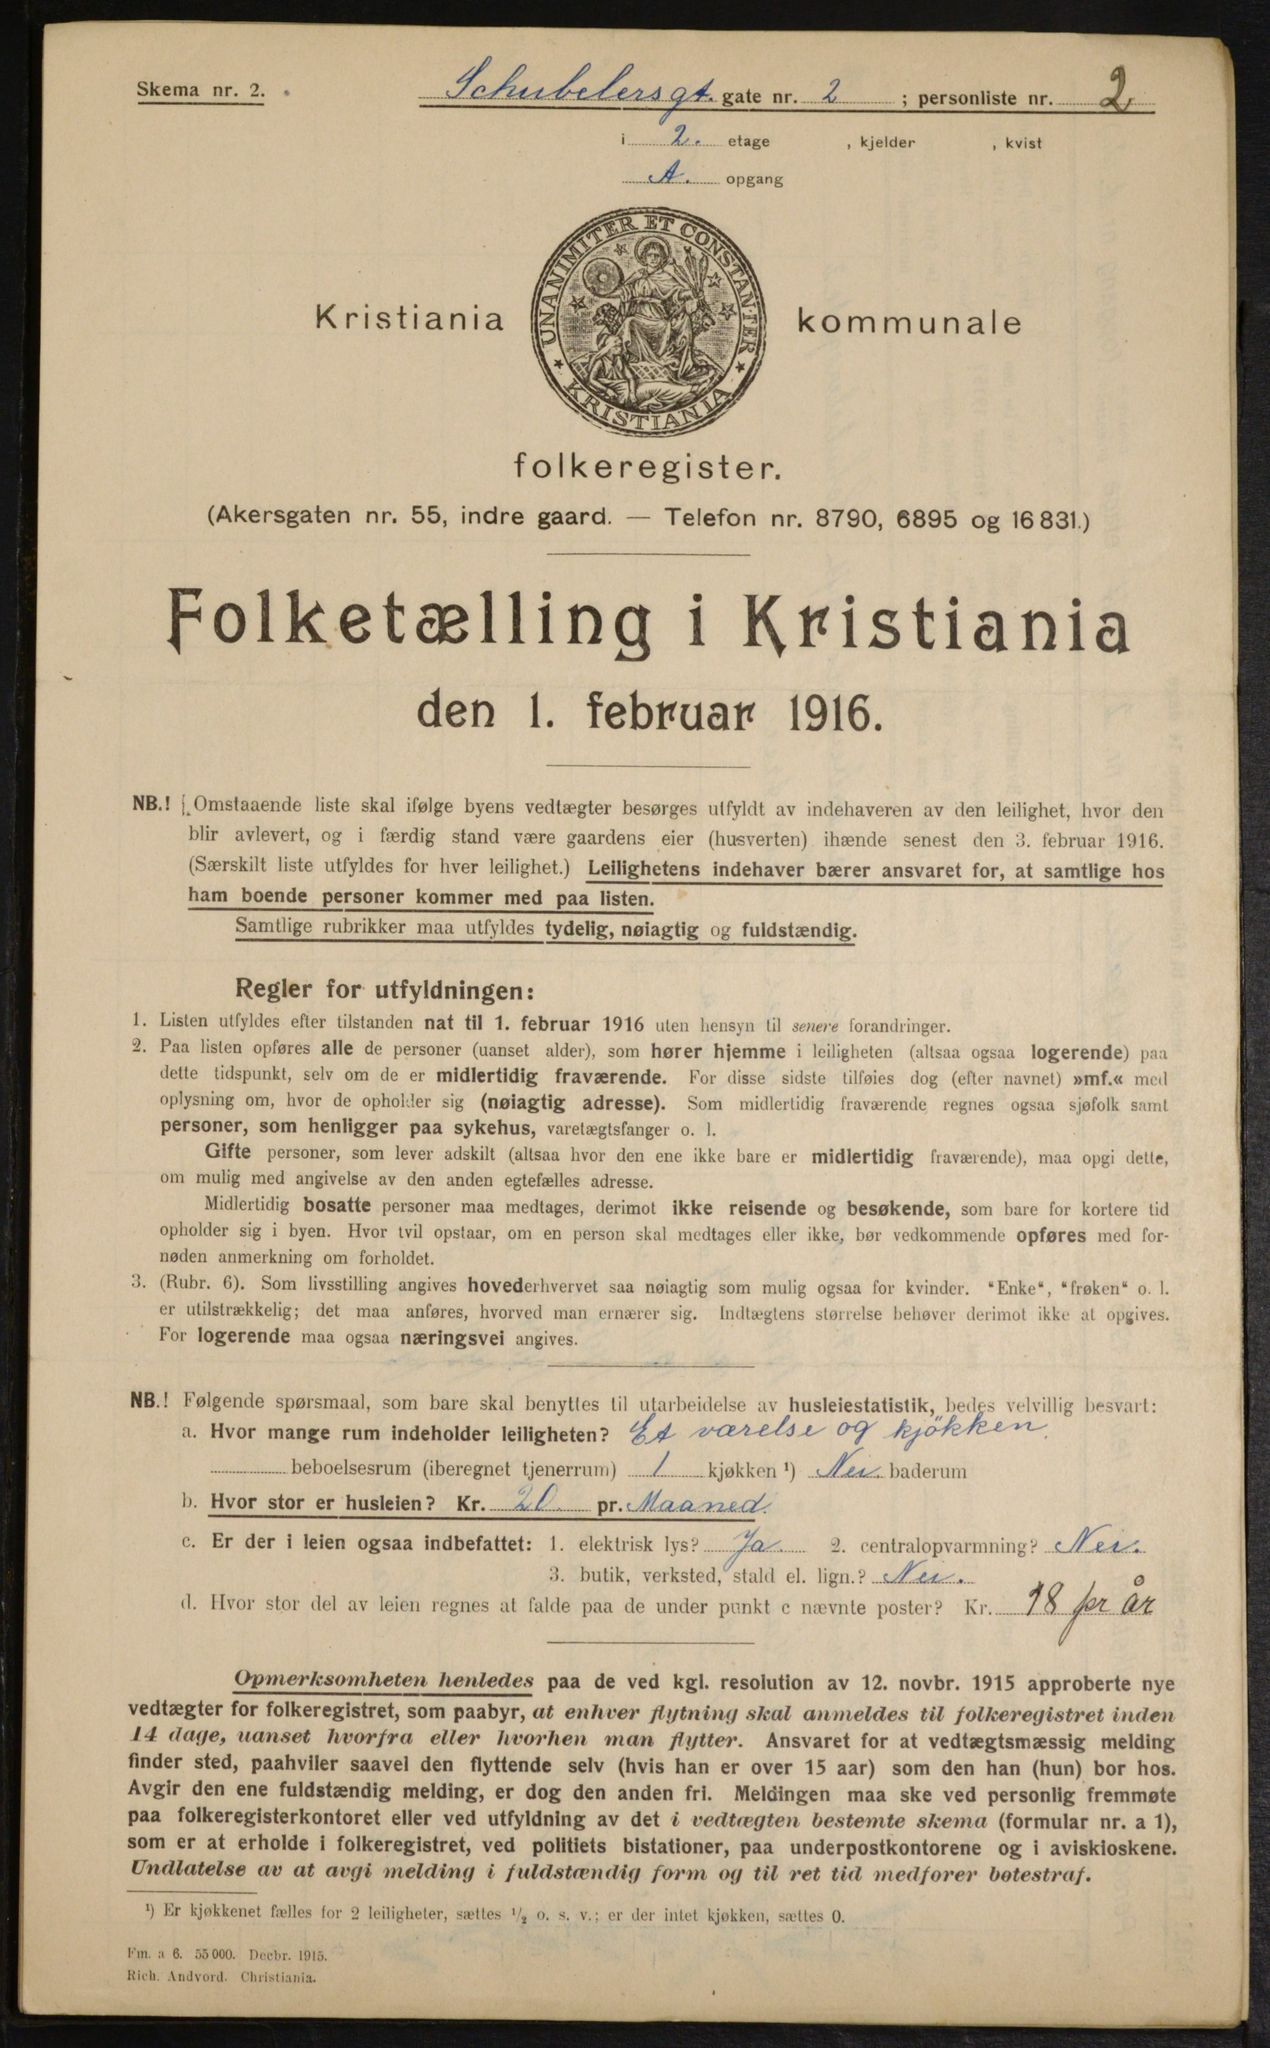 Skema nr. 2.
Schubelersgt. gate nr. 2 ; personliste nr. 2
i 2. etage , kjelder , kvist
A. opgang
UNANIMITER ET CONSTANTER
KRISTIANIA
Kristiania kommunale
folkeregister.
(Akersgaten nr. 55, indre gaard. — Telefon nr. 8790, 6895 og 16 831.)
Folketælling i Kristiania
den 1. februar 1916.
NB.! Omstaaende liste skal ifølge byens vedtægter besørges utfyldt av indehaveren av den leilighet, hvor den
blir avlevert, og i færdig stand være gaardens eier (husverten) ihænde senest den 3. februar 1916.
(Særskilt liste utfyldes for hver leilighet.) Leilighetens indehaver bærer ansvaret for, at samtlige hos
ham boende personer kommer med paa listen.
Samtlige rubrikker maa utfyldes tydelig, nøiagtig og fuldstændig.
Regler for utfyldningen:
1. Listen utfyldes efter tilstanden nat til 1. februar 1916 uten hensyn til senere forandringer.
2. Paa listen opføres alle de personer (uanset alder), som hører hjemme i leiligheten (altsaa ogsaa logerende) paa
dette tidspunkt, selv om de er midlertidig fraværende. For disse sidste tilføies dog (efter navnet) »mf.« med
oplysning om, hvor de opholder sig (nøiagtig adresse). Som midlertidig fraværende regnes ogsaa sjøfolk samt
personer, som henligger paa sykehus, varetægtsfanger o. l.
Gifte personer, som lever adskilt (altsaa hvor den ene ikke bare er midlertidig fraværende), maa opgi dette,
om mulig med angivelse av den anden egtefælles adresse.
Midlertidig bosatte personer maa medtages, derimot ikke reisende og besøkende, som bare for kortere tid
opholder sig i byen. Hvor tvil opstaar, om en person skal medtages eller ikke, bør vedkommende opføres med for-
nøden anmerkning om forholdet.
3. (Rubr. 6). Som livsstilling angives hovederhvervet saa nøiagtig som mulig ogsaa for kvinder. “Enke“, “frøken“ o. l.
er utilstrækkelig; det maa anføres, hvorved man ernærer sig. Indtægtens størrelse behøver derimot ikke at opgives.
For logerende maa ogsaa næringsvei angives.
NB.! Følgende spørsmaal, som bare skal benyttes til utarbeidelse av husleiestatistik, bedes velvillig besvart:
a. Hvor mange rum indeholder leiligheten? Et værelse og kjökken.
beboelsesrum (iberegnet tjenerrum) 1 kjøkken ¹) Nei. baderum
b. Hvor stor er husleien? Kr. 20 pr. Maaned.
c. Er der i leien ogsaa indbefattet: 1. elektrisk lys? Ja. 2. centralopvarmning? Nei.
3. butik, verksted, stald el. lign.? Nei.
d. Hvor stor del av leien regnes at falde paa de under punkt c nævnte poster? Kr. 18 pr år
Opmerksomheten henledes paa de ved kgl. resolution av 12. novbr. 1915 approberte nye
vedtægter for folkeregistret, som paabyr, at enhver flytning skal anmeldes til folkeregistret inden
14 dage, uanset hvorfra eller hvorhen man flytter. Ansvaret for at vedtægtsmæssig melding
finder sted, paahviler saavel den flyttende selv (hvis han er over 15 aar) som den han (hun) bor hos.
Avgir den ene fuldstændig melding, er dog den anden fri. Meldingen maa ske ved personlig fremmøte
paa folkeregisterkontoret eller ved utfyldning av det i vedtægten bestemte skema (formular nr. a 1),
som er at erholde i folkeregistret, ved politiets bistationer, paa underpostkontorene og i aviskioskene.
Undlatelse av at avgi melding i fuldstændig form og til ret tid medfører bøtestraf.
¹) Er kjøkkenet fælles for 2 leiligheter, sættes ¹/₂ o. s. v.; er der intet kjøkken, sættes 0.
Fm. a 6. 55 000. Decbr. 1915.
Rich. Andvord. Christiania.